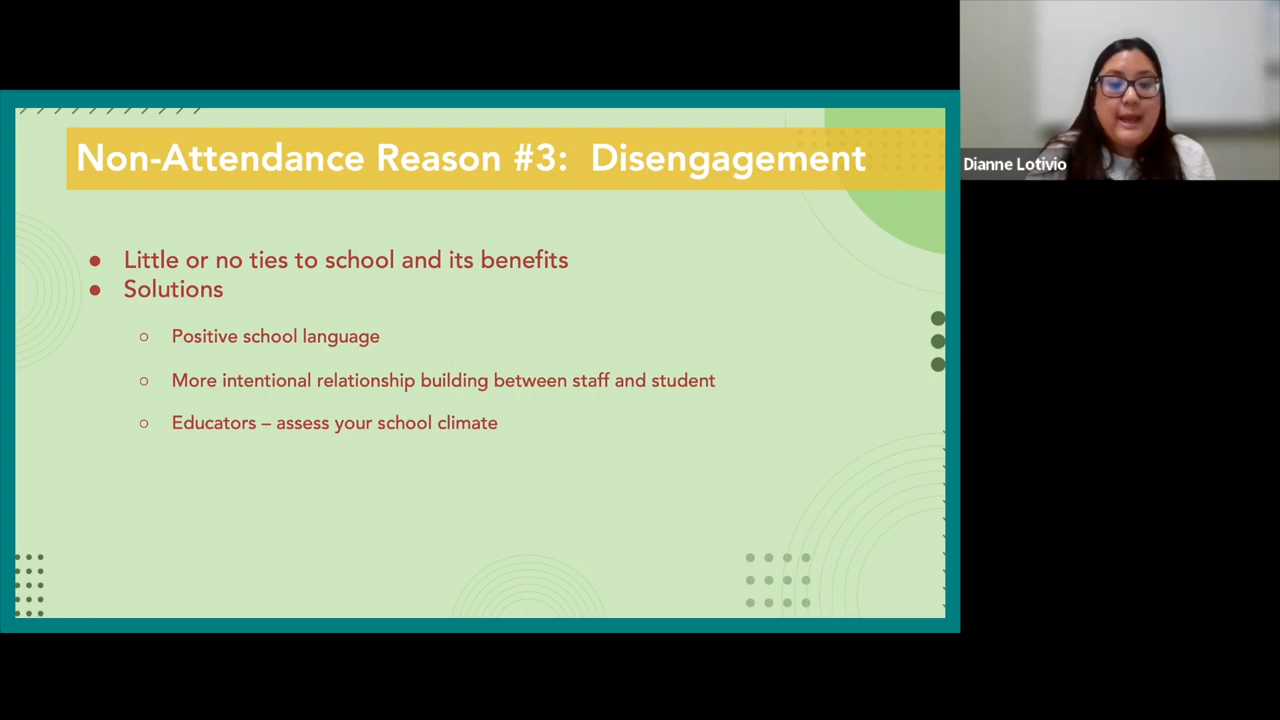 Non-Attendance Reason #3: Disengagement
● Little or no ties to school and its benefits
● Solutions
○ Positive school language
○ More intentional relationship building between staff and student
○ Educators – assess your school climate
Dianne Lotivio